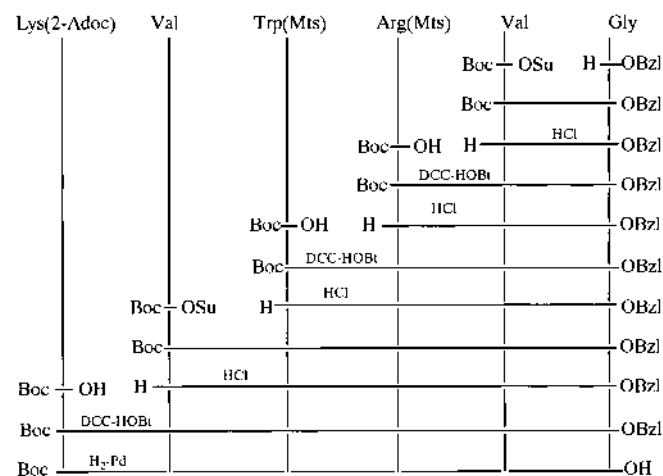 Lys(2-Adoc) Val Trp(Mts) Arg(Mts) Val Gly
Boc OSu H OBzl
Boc OBzl
Boc OH H HCl OBzl
Boc DCC-HOBt OBzl
Boc OH H HCl OBzl
Boc DCC-HOBt OBzl
Boc OSu H HCl OBzl
Boc OBzl
Boc OH H HCl OBzl
Boc DCC-HOBt OBzl
Boc H₂-Pd OH